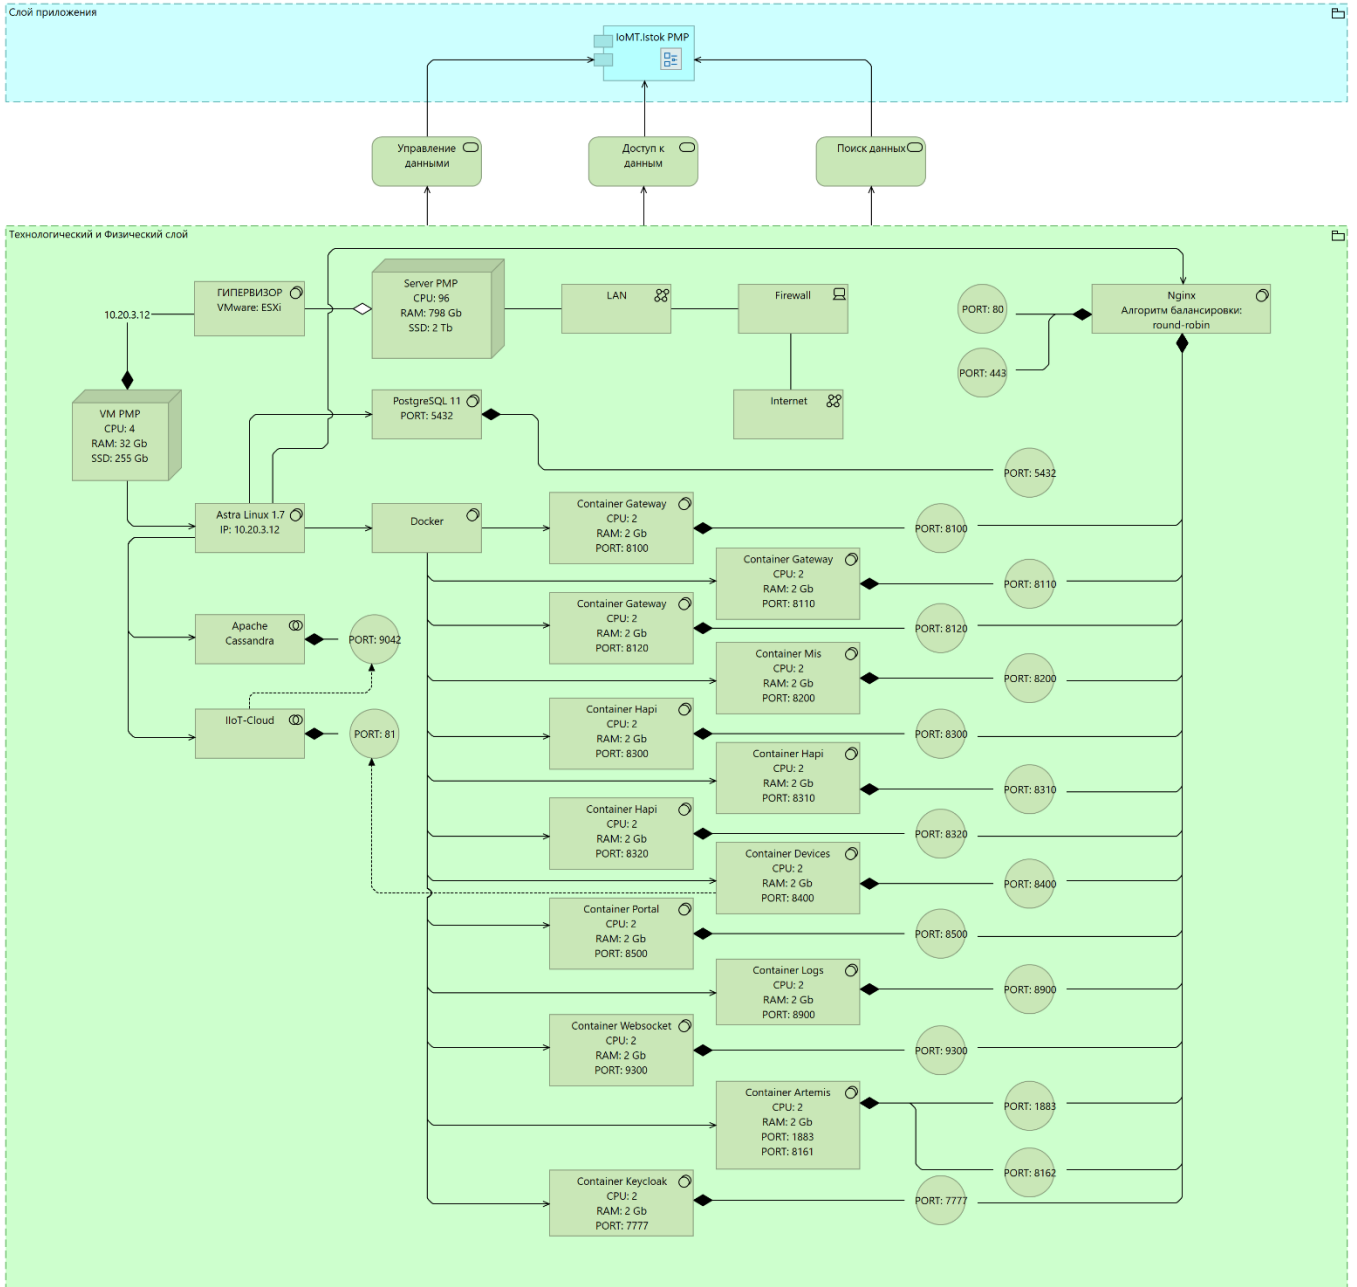 Слой приложения
IoMT.Istok PMP
Управление
данными
Доступ к
данным
Поиск данных
Технологический и Физический слой
ГИПЕРВИЗОР
VMware: ESXi
Server PMP
CPU: 96
RAM: 798 Gb
SSD: 2 Tb
LAN
Firewall
PORT: 80
Nginx
Алгоритм балансировки:
round-robin
10.20.3.12
PORT: 443
VM PMP
CPU: 4
RAM: 32 Gb
SSD: 255 Gb
PostgreSQL 11
PORT: 5432
Internet
PORT: 5432
Astra Linux 1.7
IP: 10.20.3.12
Docker
Container Gateway
CPU: 2
RAM: 2 Gb
PORT: 8100
PORT: 8100
Container Gateway
CPU: 2
RAM: 2 Gb
PORT: 8110
PORT: 8110
Container Gateway
CPU: 2
RAM: 2 Gb
PORT: 8120
PORT: 8120
Apache
Cassandra
PORT: 9042
Container Mis
CPU: 2
RAM: 2 Gb
PORT: 8200
PORT: 8200
IIoT-Cloud
PORT: 81
Container Hapi
CPU: 2
RAM: 2 Gb
PORT: 8300
PORT: 8300
Container Hapi
CPU: 2
RAM: 2 Gb
PORT: 8310
PORT: 8310
Container Hapi
CPU: 2
RAM: 2 Gb
PORT: 8320
PORT: 8320
Container Devices
CPU: 2
RAM: 2 Gb
PORT: 8400
PORT: 8400
Container Portal
CPU: 2
RAM: 2 Gb
PORT: 8500
PORT: 8500
Container Logs
CPU: 2
RAM: 2 Gb
PORT: 8900
PORT: 8900
Container Websocket
CPU: 2
RAM: 2 Gb
PORT: 9300
PORT: 9300
Container Artemis
CPU: 2
RAM: 2 Gb
PORT: 1883
PORT: 8161
PORT: 1883
PORT: 8162
Container Keycloak
CPU: 2
RAM: 2 Gb
PORT: 7777
PORT: 7777